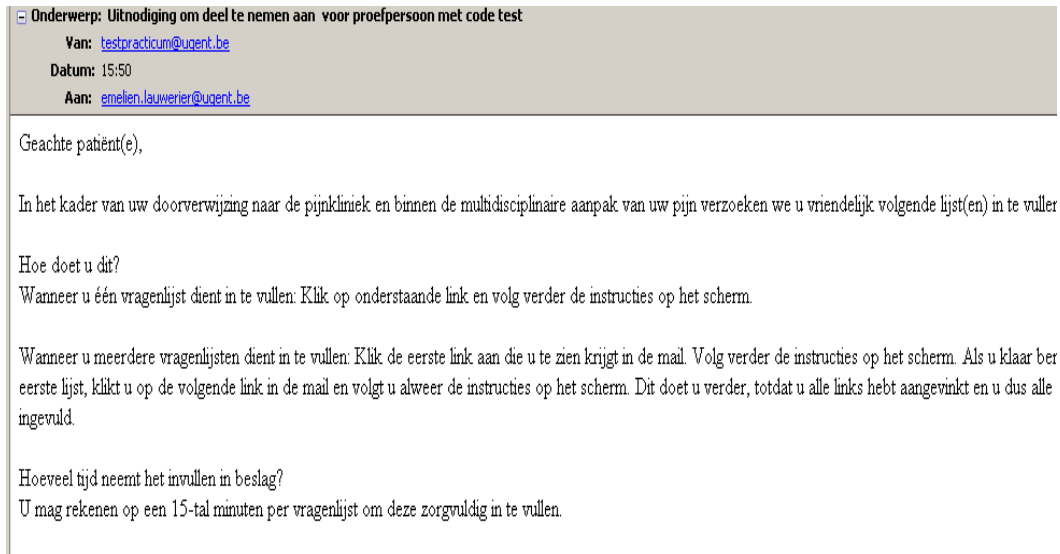 Onderwerp: Uitnodiging om deel te nemen aan voor proefpersoon met code test
Van: testpracticum@ugent.be
Datum: 15:50
Aan: emelien.lauwerier@ugent.be
Geachte patiënt(e),
In het kader van uw doorverwijzing naar de pijnkliniek en binnen de multidisciplinaire aanpak van uw pijn verzoeken we u vriendelijk volgende lijst(en) in te
Hoe doet u dit?
Wanneer u één vragenlijst dient in te vullen: Klik op onderstaande link en volg verder de instructies op het scherm.
Wanneer u meerdere vragenlijsten dient in te vullen: Klik de eerste link aan die u te zien krijgt in de mail. Volg verder de instructies op het scherm. Als u klaar
eerste lijst, klikt u op de volgende link in de mail en volgt u alweer de instructies op het scherm. Dit doet u verder, totdat u alle links hebt aangevinkt en u dus alle
ingevuld.
Hoeveel tijd neemt het invullen in beslag?
U mag rekenen op een 15-tal minuten per vragenlijst om deze zorgvuldig in te vullen.